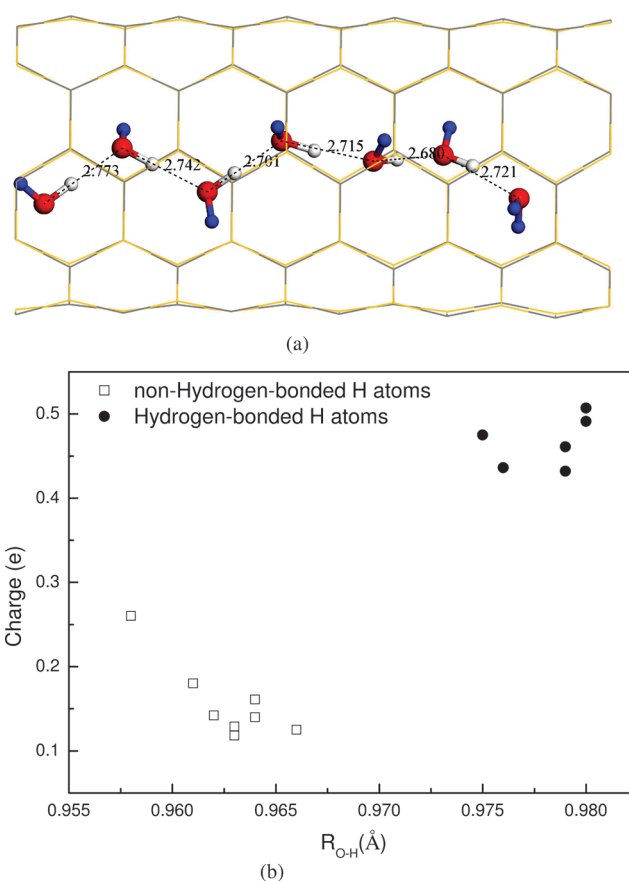 2.773
2.742
2.701
2.715
2.680
2.721
(a)
□ non-Hydrogen-bonded H atoms
● Hydrogen-bonded H atoms
0.5
0.4
0.3
0.2
0.1
Charge (e)
0.955 0.960 0.965 0.970 0.975 0.980
R_O-H(Å)
(b)